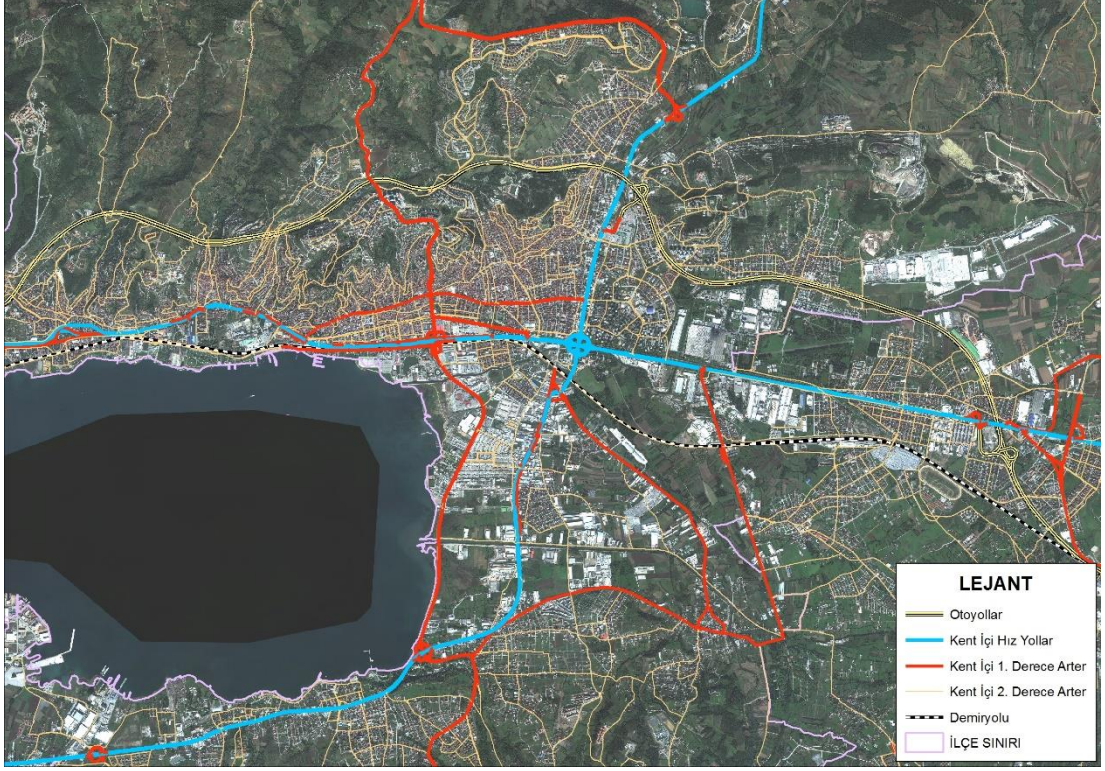 LEJANT
Otoyollar
Kent İçi Hız Yollar
Kent İçi 1. Derece Arter
Kent İçi 2. Derece Arter
Demiryolu
İLÇE SINIRI